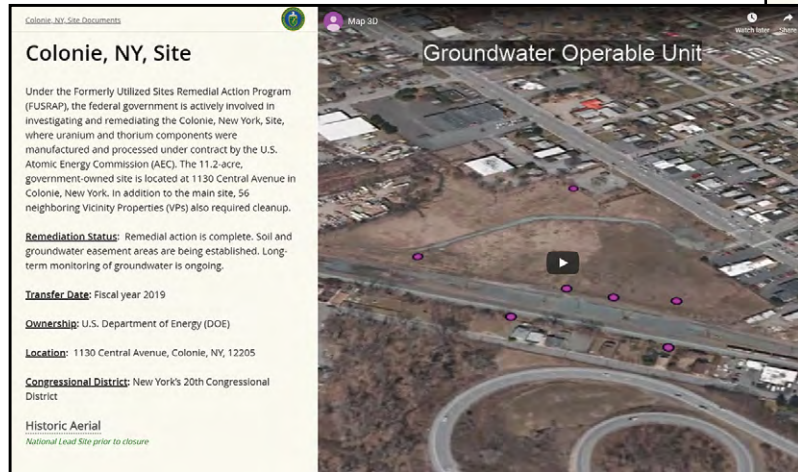 Colonie, NY, Site Documents
Colonie, NY, Site
Under the Formerly Utilized Sites Remedial Action Program
(FUSRAP), the federal government is actively involved in
investigating and remediating the Colonie, New York, Site,
where uranium and thorium components were
manufactured and processed under contract by the U.S.
Atomic Energy Commission (AEC). The 11.2-acre,
government-owned site is located at 1130 Central Avenue in
Colonie, New York. In addition to the main site, 56
neighboring Vicinity Properties (VPs) also required cleanup.
Remediation Status: Remedial action is complete. Soil and
groundwater easement areas are being established. Long-
term monitoring of groundwater is ongoing.
Transfer Date: Fiscal year 2019
Ownership: U.S. Department of Energy (DOE)
Location: 1130 Central Avenue, Colonie, NY, 12205
Congressional District: New York's 20th Congressional
District
Historic Aerial
National Lead Site prior to closure
Map 3D
Watch later Share
Groundwater Operable Unit